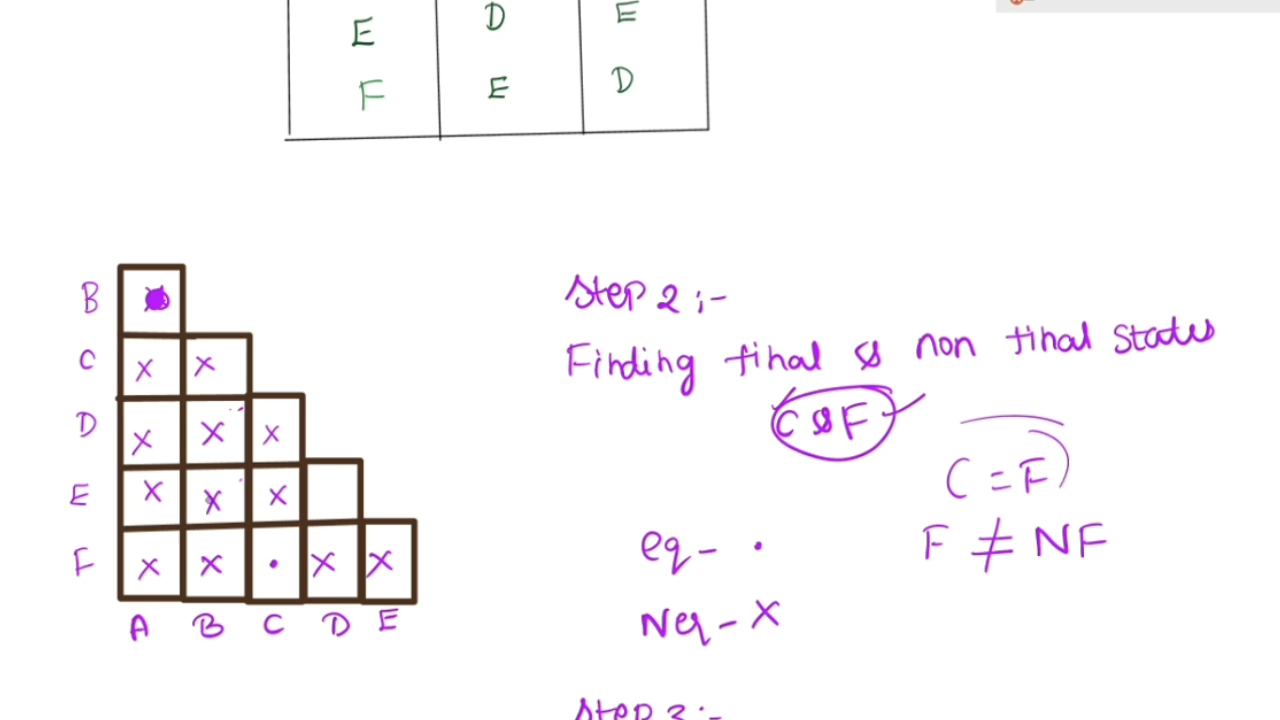 E D E
F E D
Step 2 :-
Finding final & non final states
C & F
C = F
F ≠ NF
eq - .
Neq - X
B
C X X
D X X X
E X X X
F X X . X X
A B C D E
Step 3 :-